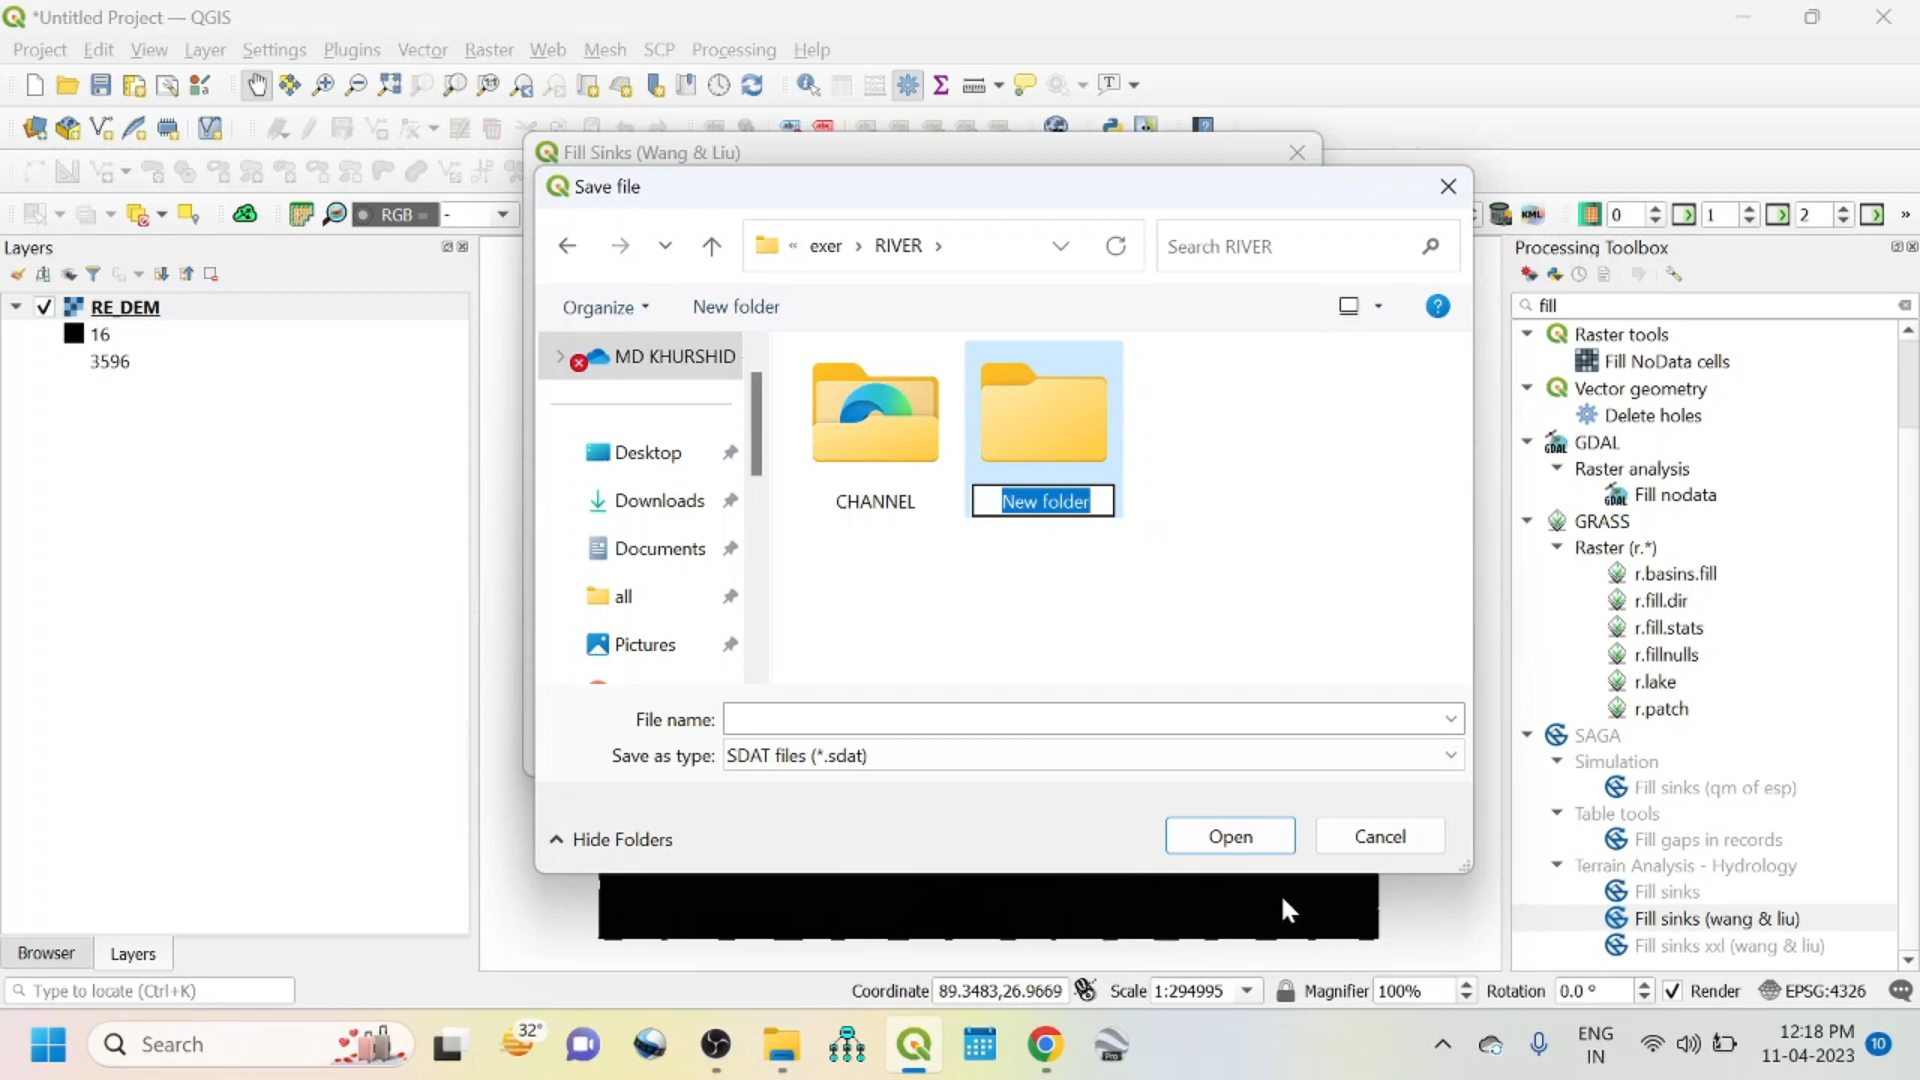 *Untitled Project — QGIS
Project Edit View Layer Settings Plugins Vector Raster Web Mesh SCP Processing Help
Fill Sinks (Wang & Liu)
Save file
RGB = - 0 1 2 »
KML
Layers
« exer › RIVER ›
Search RIVER
Processing Toolbox
RE_DEM
16
3596
Organize New folder
fill
MD KHURSHID
Desktop
Downloads
Documents
all
Pictures
CHANNEL
New folder
Raster tools
Fill NoData cells
Vector geometry
Delete holes
GDAL
Raster analysis
Fill nodata
GRASS
Raster (r.*)
r.basins.fill
r.fill.dir
r.fill.stats
r.fillnulls
r.lake
r.patch
SAGA
Simulation
Fill sinks (qm of esp)
Table tools
Fill gaps in records
Terrain Analysis - Hydrology
Fill sinks
Fill sinks (wang & liu)
Fill sinks xxl (wang & liu)
File name:
Save as type: SDAT files (*.sdat)
Hide Folders
Open Cancel
Browser Layers
Type to locate (Ctrl+K)
Coordinate 89.3483,26.9669 Scale 1:294995 Magnifier 100% Rotation 0.0 ° Render EPSG:4326
Search
32°
Pro
ENG
IN
12:18 PM
11-04-2023
10